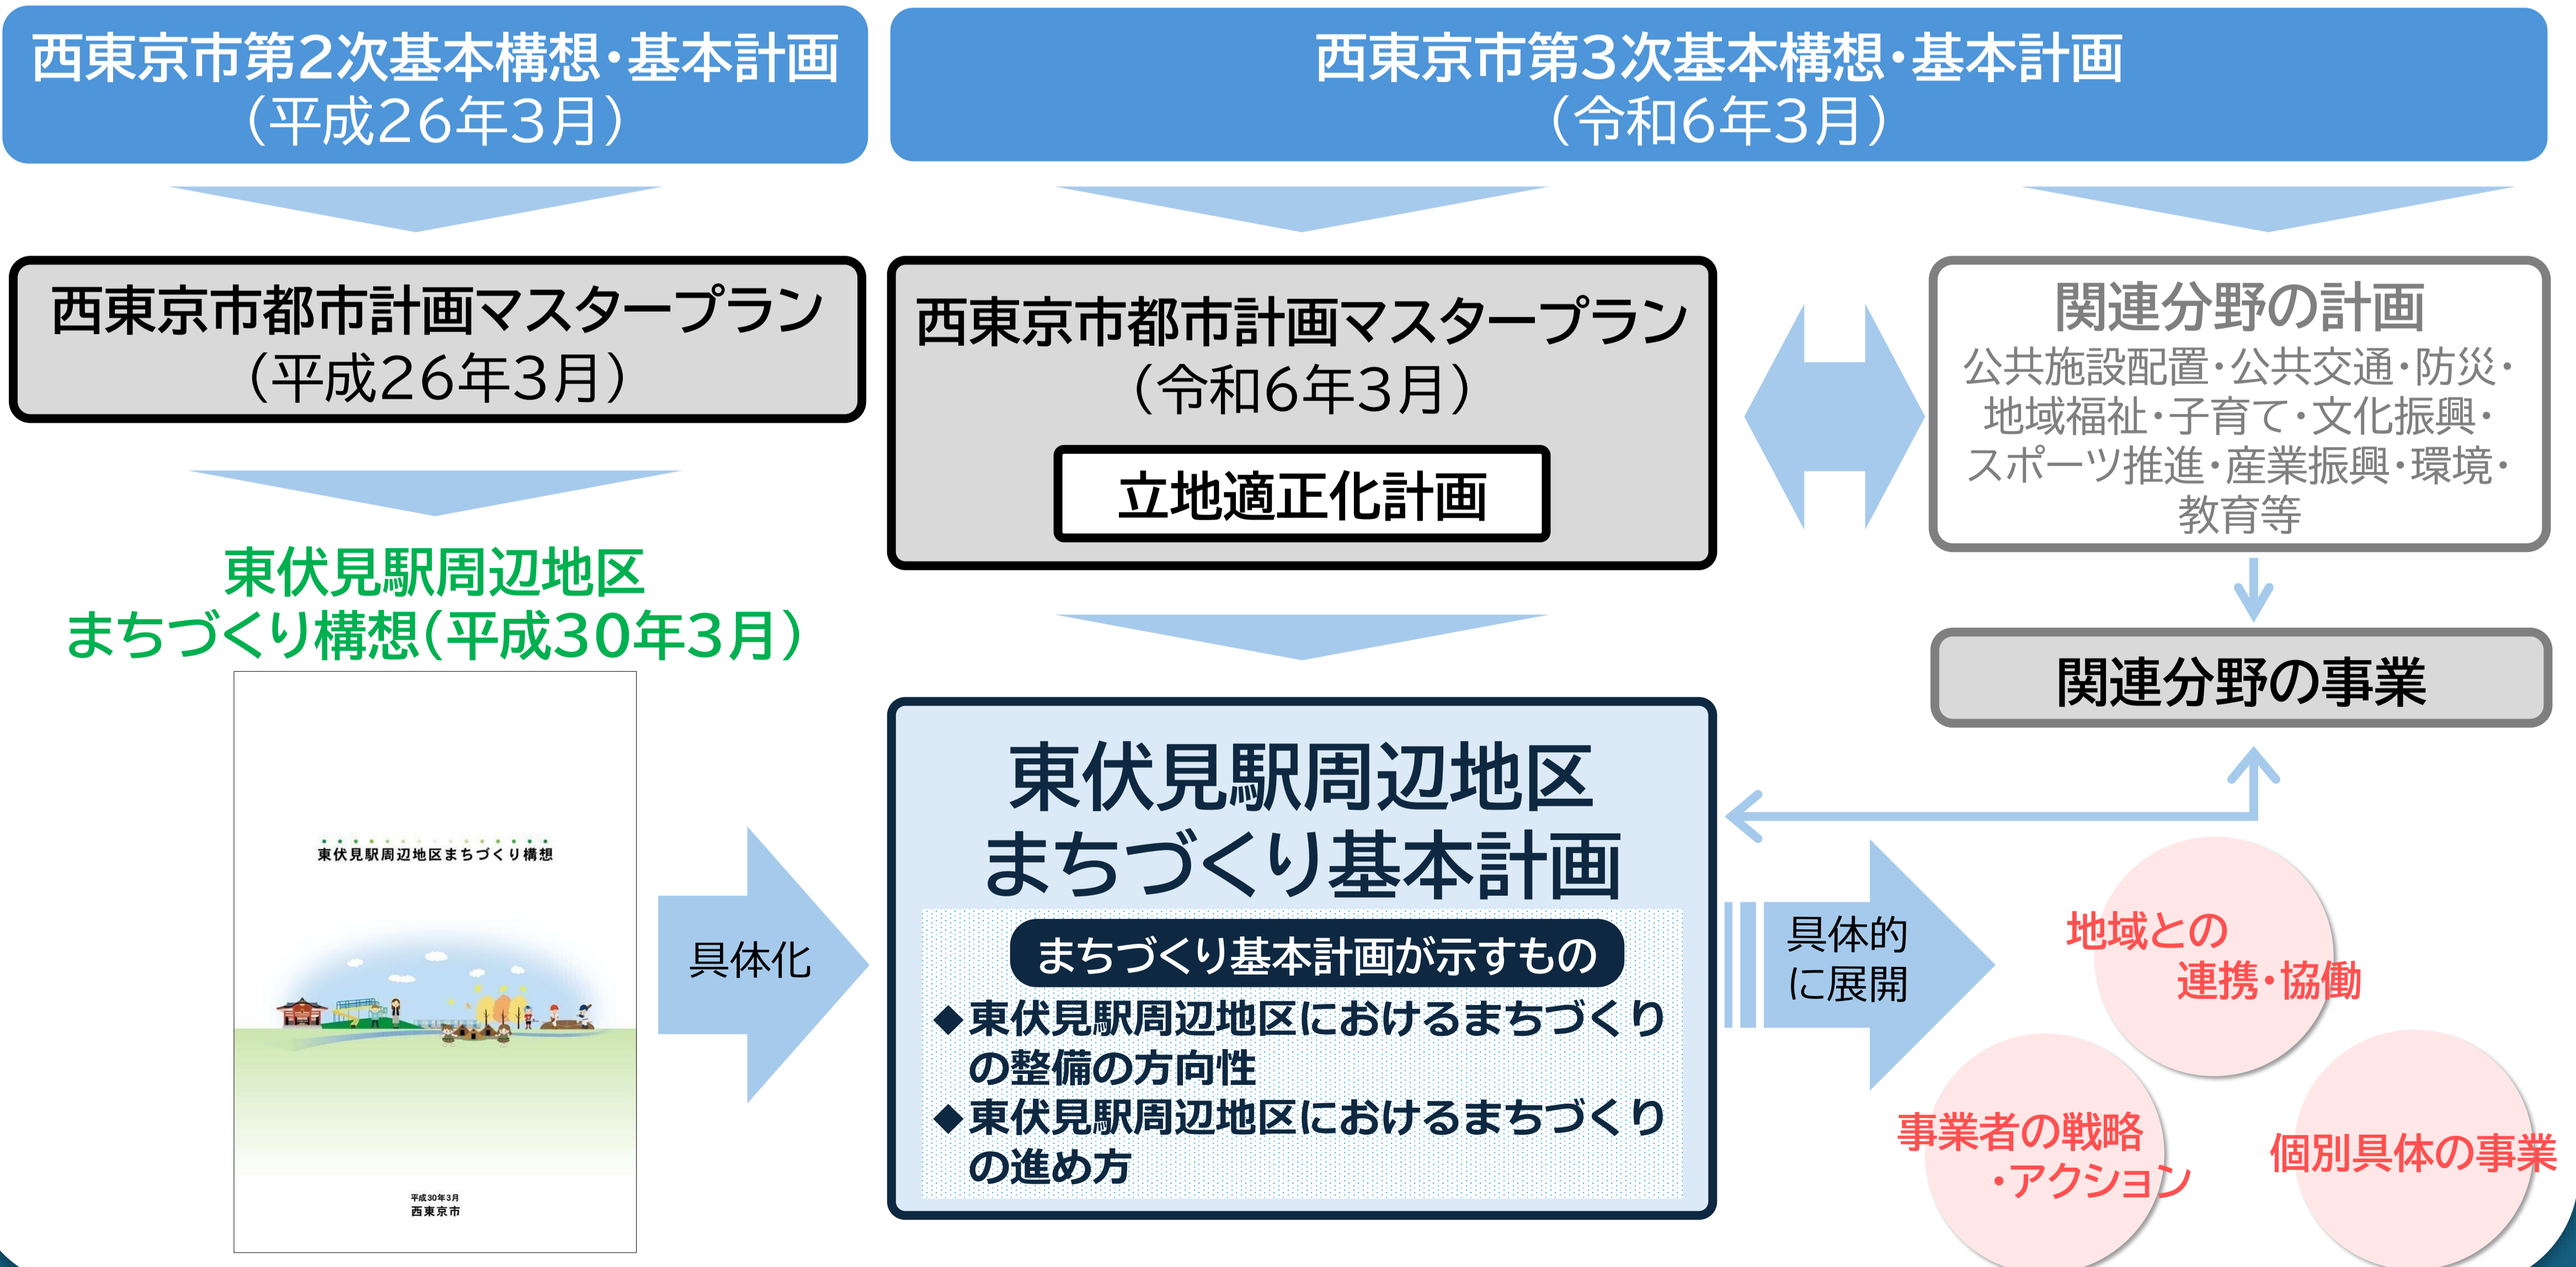 西東京市第2次基本構想・基本計画
（平成26年3月）
西東京市第3次基本構想・基本計画
（令和6年3月）
西東京市都市計画マスタープラン
（平成26年3月）
西東京市都市計画マスタープラン
（令和6年3月）
立地適正化計画
関連分野の計画
公共施設配置・公共交通・防災・
地域福祉・子育て・文化振興・
スポーツ推進・産業振興・環境・
教育等
関連分野の事業
東伏見駅周辺地区
まちづくり構想（平成30年3月）
東伏見駅周辺地区まちづくり構想
平成30年3月
西東京市
具体化
東伏見駅周辺地区
まちづくり基本計画
まちづくり基本計画が示すもの
◆東伏見駅周辺地区におけるまちづくり
の整備の方向性
◆東伏見駅周辺地区におけるまちづくり
の進め方
具体的
に展開
地域との
連携・協働
事業者の戦略
・アクション
個別具体の事業